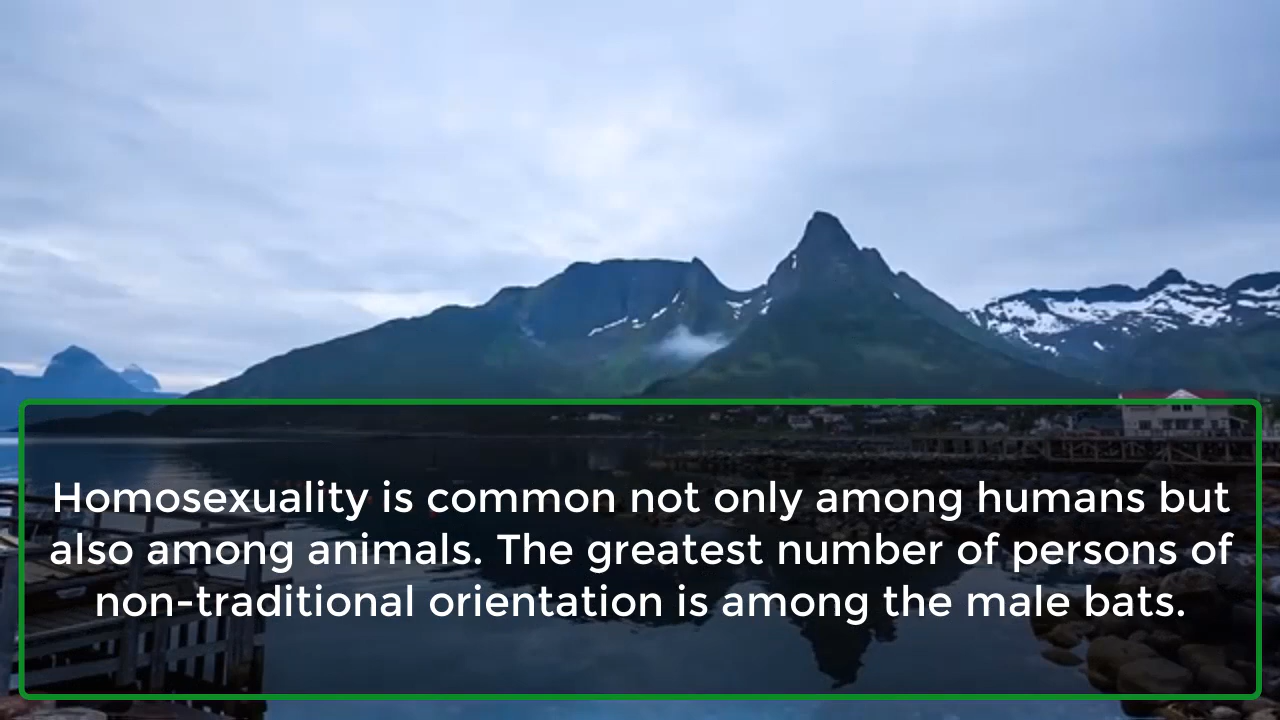 Homosexuality is common not only among humans but
also among animals. The greatest number of persons of
non-traditional orientation is among the male bats.